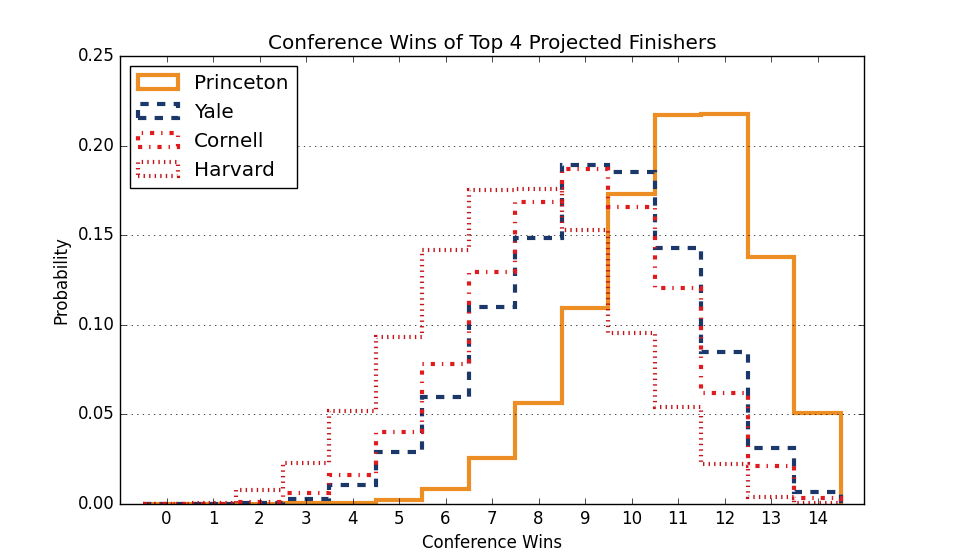 Conference Wins of Top 4 Projected Finishers
0.25
Princeton
Yale
Cornell
Harvard
0.20
0.15
0.10
0.05
0.00
Probability
0 1 2 3 4 5 6 7 8 9 10 11 12 13 14
Conference Wins